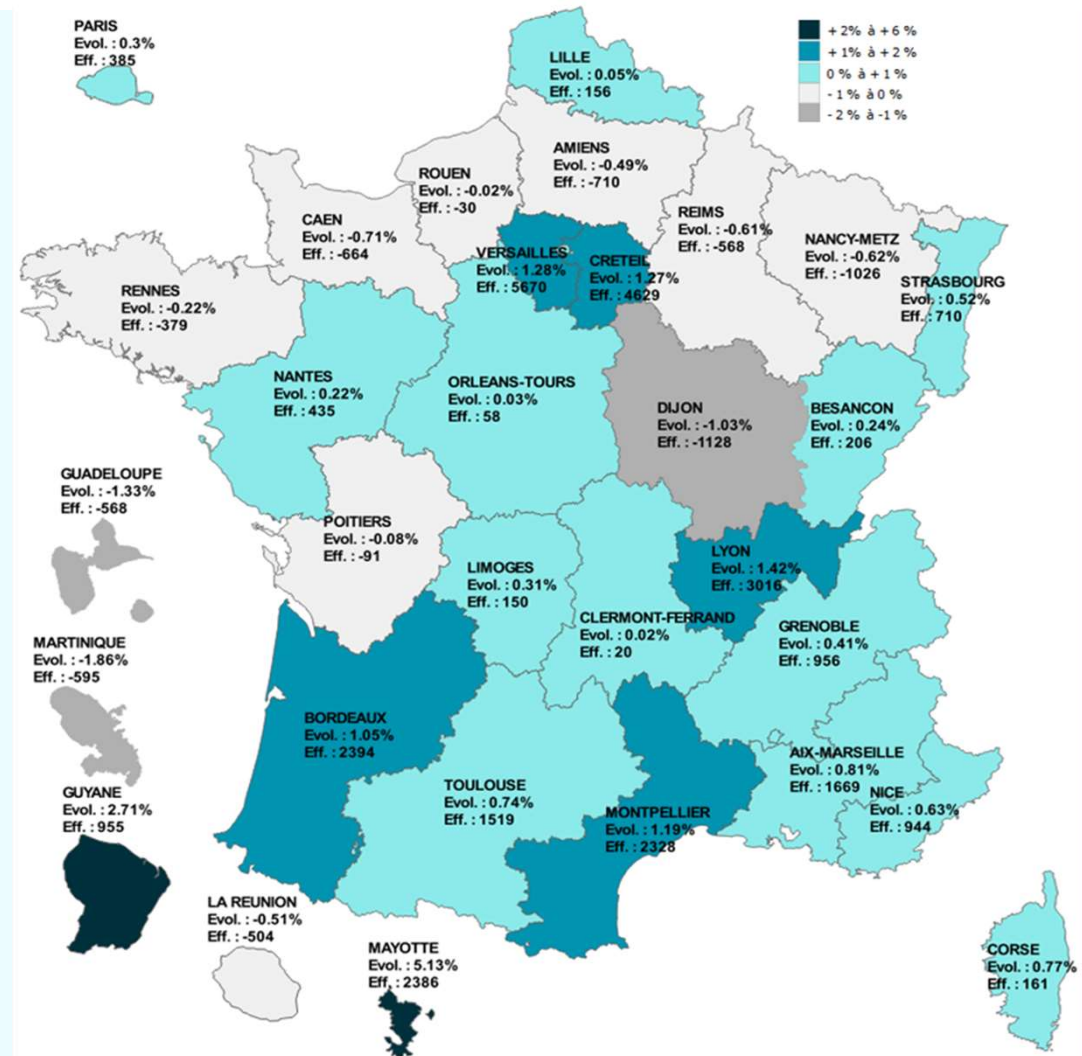 PARIS
Evol. : 0.3%
Eff. : 385
+ 2% à + 6 %
+ 1% à + 2 %
0 % à + 1 %
- 1 % à 0 %
- 2 % à -1 %
LILLE
Evol. : 0.05%
Eff. : 156
AMIENS
Evol. : -0.49%
Eff. : -710
ROUEN
Evol. : -0.02%
Eff. : -30
CAEN
Evol. : -0.71%
Eff. : -664
REIMS
Evol. : -0.61%
Eff. : -568
NANCY-METZ
Evol. : -0.62%
Eff. : -1026
VERSAILLES
Evol. : 1.28%
Eff. : 5670
CRETEIL
Evol. : 1.27%
Eff. : 4629
STRASBOURG
Evol. : 0.52%
Eff. : 710
RENNES
Evol. : -0.22%
Eff. : -379
NANTES
Evol. : 0.22%
Eff. : 435
ORLEANS-TOURS
Evol. : 0.03%
Eff. : 58
DIJON
Evol. : -1.03%
Eff. : -1128
BESANCON
Evol. : 0.24%
Eff. : 206
GUADELOUPE
Evol. : -1.33%
Eff. : -568
POITIERS
Evol. : -0.08%
Eff. : -91
LIMOGES
Evol. : 0.31%
Eff. : 150
LYON
Evol. : 1.42%
Eff. : 3016
CLERMONT-FERRAND
Evol. : 0.02%
Eff. : 20
GRENOBLE
Evol. : 0.41%
Eff. : 956
MARTINIQUE
Evol. : -1.86%
Eff. : -595
BORDEAUX
Evol. : 1.05%
Eff. : 2394
TOULOUSE
Evol. : 0.74%
Eff. : 1519
MONTPELLIER
Evol. : 1.19%
Eff. : 2328
AIX-MARSEILLE
Evol. : 0.81%
Eff. : 1669
NICE
Evol. : 0.63%
Eff. : 944
GUYANE
Evol. : 2.71%
Eff. : 955
LA REUNION
Evol. : -0.51%
Eff. : -504
MAYOTTE
Evol. : 5.13%
Eff. : 2386
CORSE
Evol. : 0.77%
Eff. : 161